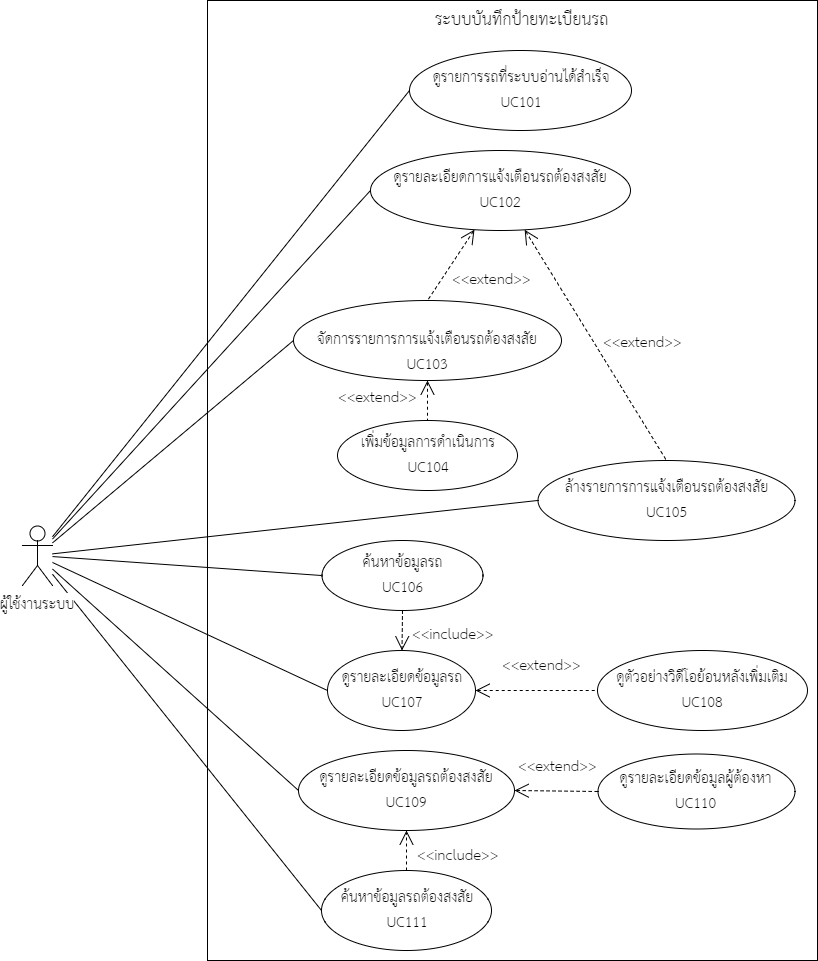 ระบบบันทึกป้ายทะเบียนรถ
ดูรายการรถที่ระบบอ่านได้สำเร็จ
UC101
ดูรายละเอียดการแจ้งเตือนรถต้องสงสัย
UC102
<<extend>>
<<extend>>
จัดการรายการการแจ้งเตือนรถต้องสงสัย
UC103
<<extend>>
เพิ่มข้อมูลการดำเนินการ
UC104
ล้างรายการการแจ้งเตือนรถต้องสงสัย
UC105
ผู้ใช้งานระบบ
ค้นหาข้อมูลรถ
UC106
<<include>>
ดูรายละเอียดข้อมูลรถ
UC107
<<extend>>
ดูตัวอย่างวิดีโอย้อนหลังเพิ่มเติม
UC108
ดูรายละเอียดข้อมูลรถต้องสงสัย
UC109
<<extend>>
ดูรายละเอียดข้อมูลผู้ต้องหา
UC110
<<include>>
ค้นหาข้อมูลรถต้องสงสัย
UC111